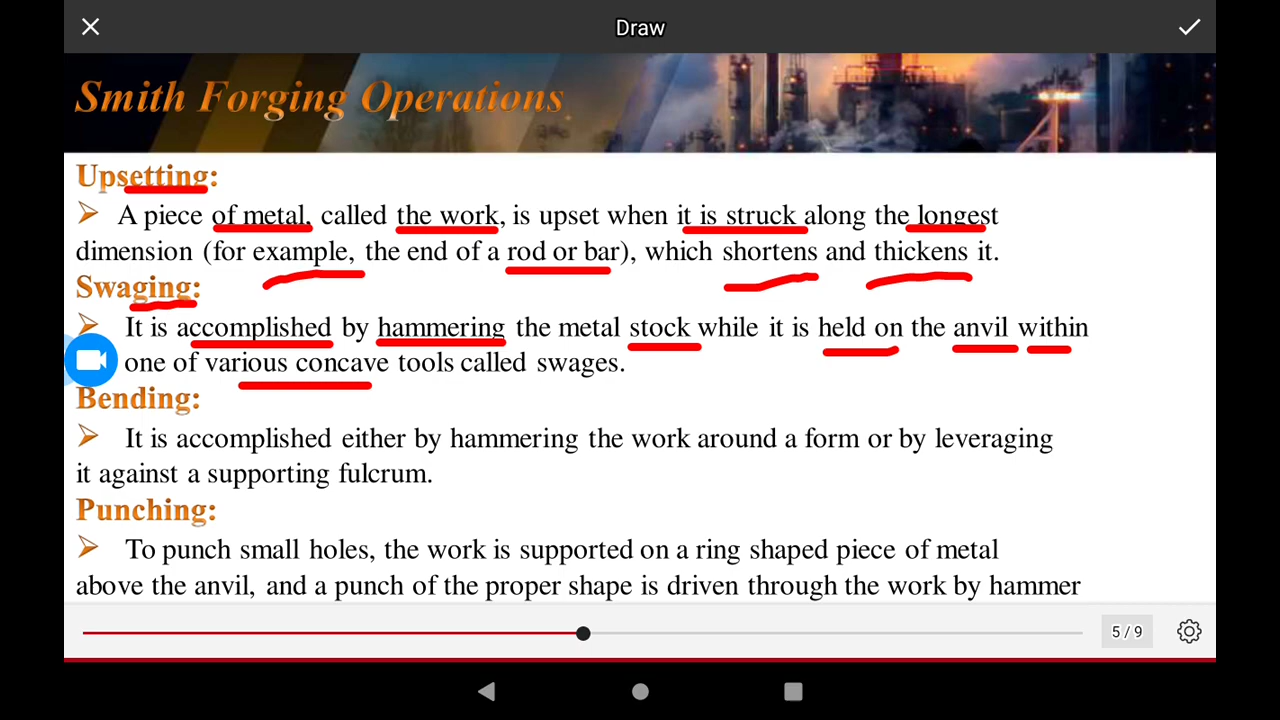 Draw
Smith Forging Operations
Upsetting:
➢ A piece of metal, called the work, is upset when it is struck along the longest
dimension (for example, the end of a rod or bar), which shortens and thickens it.
Swaging:
➢ It is accomplished by hammering the metal stock while it is held on the anvil within
one of various concave tools called swages.
Bending:
➢ It is accomplished either by hammering the work around a form or by leveraging
it against a supporting fulcrum.
Punching:
➢ To punch small holes, the work is supported on a ring shaped piece of metal
above the anvil, and a punch of the proper shape is driven through the work by hammer
5 / 9